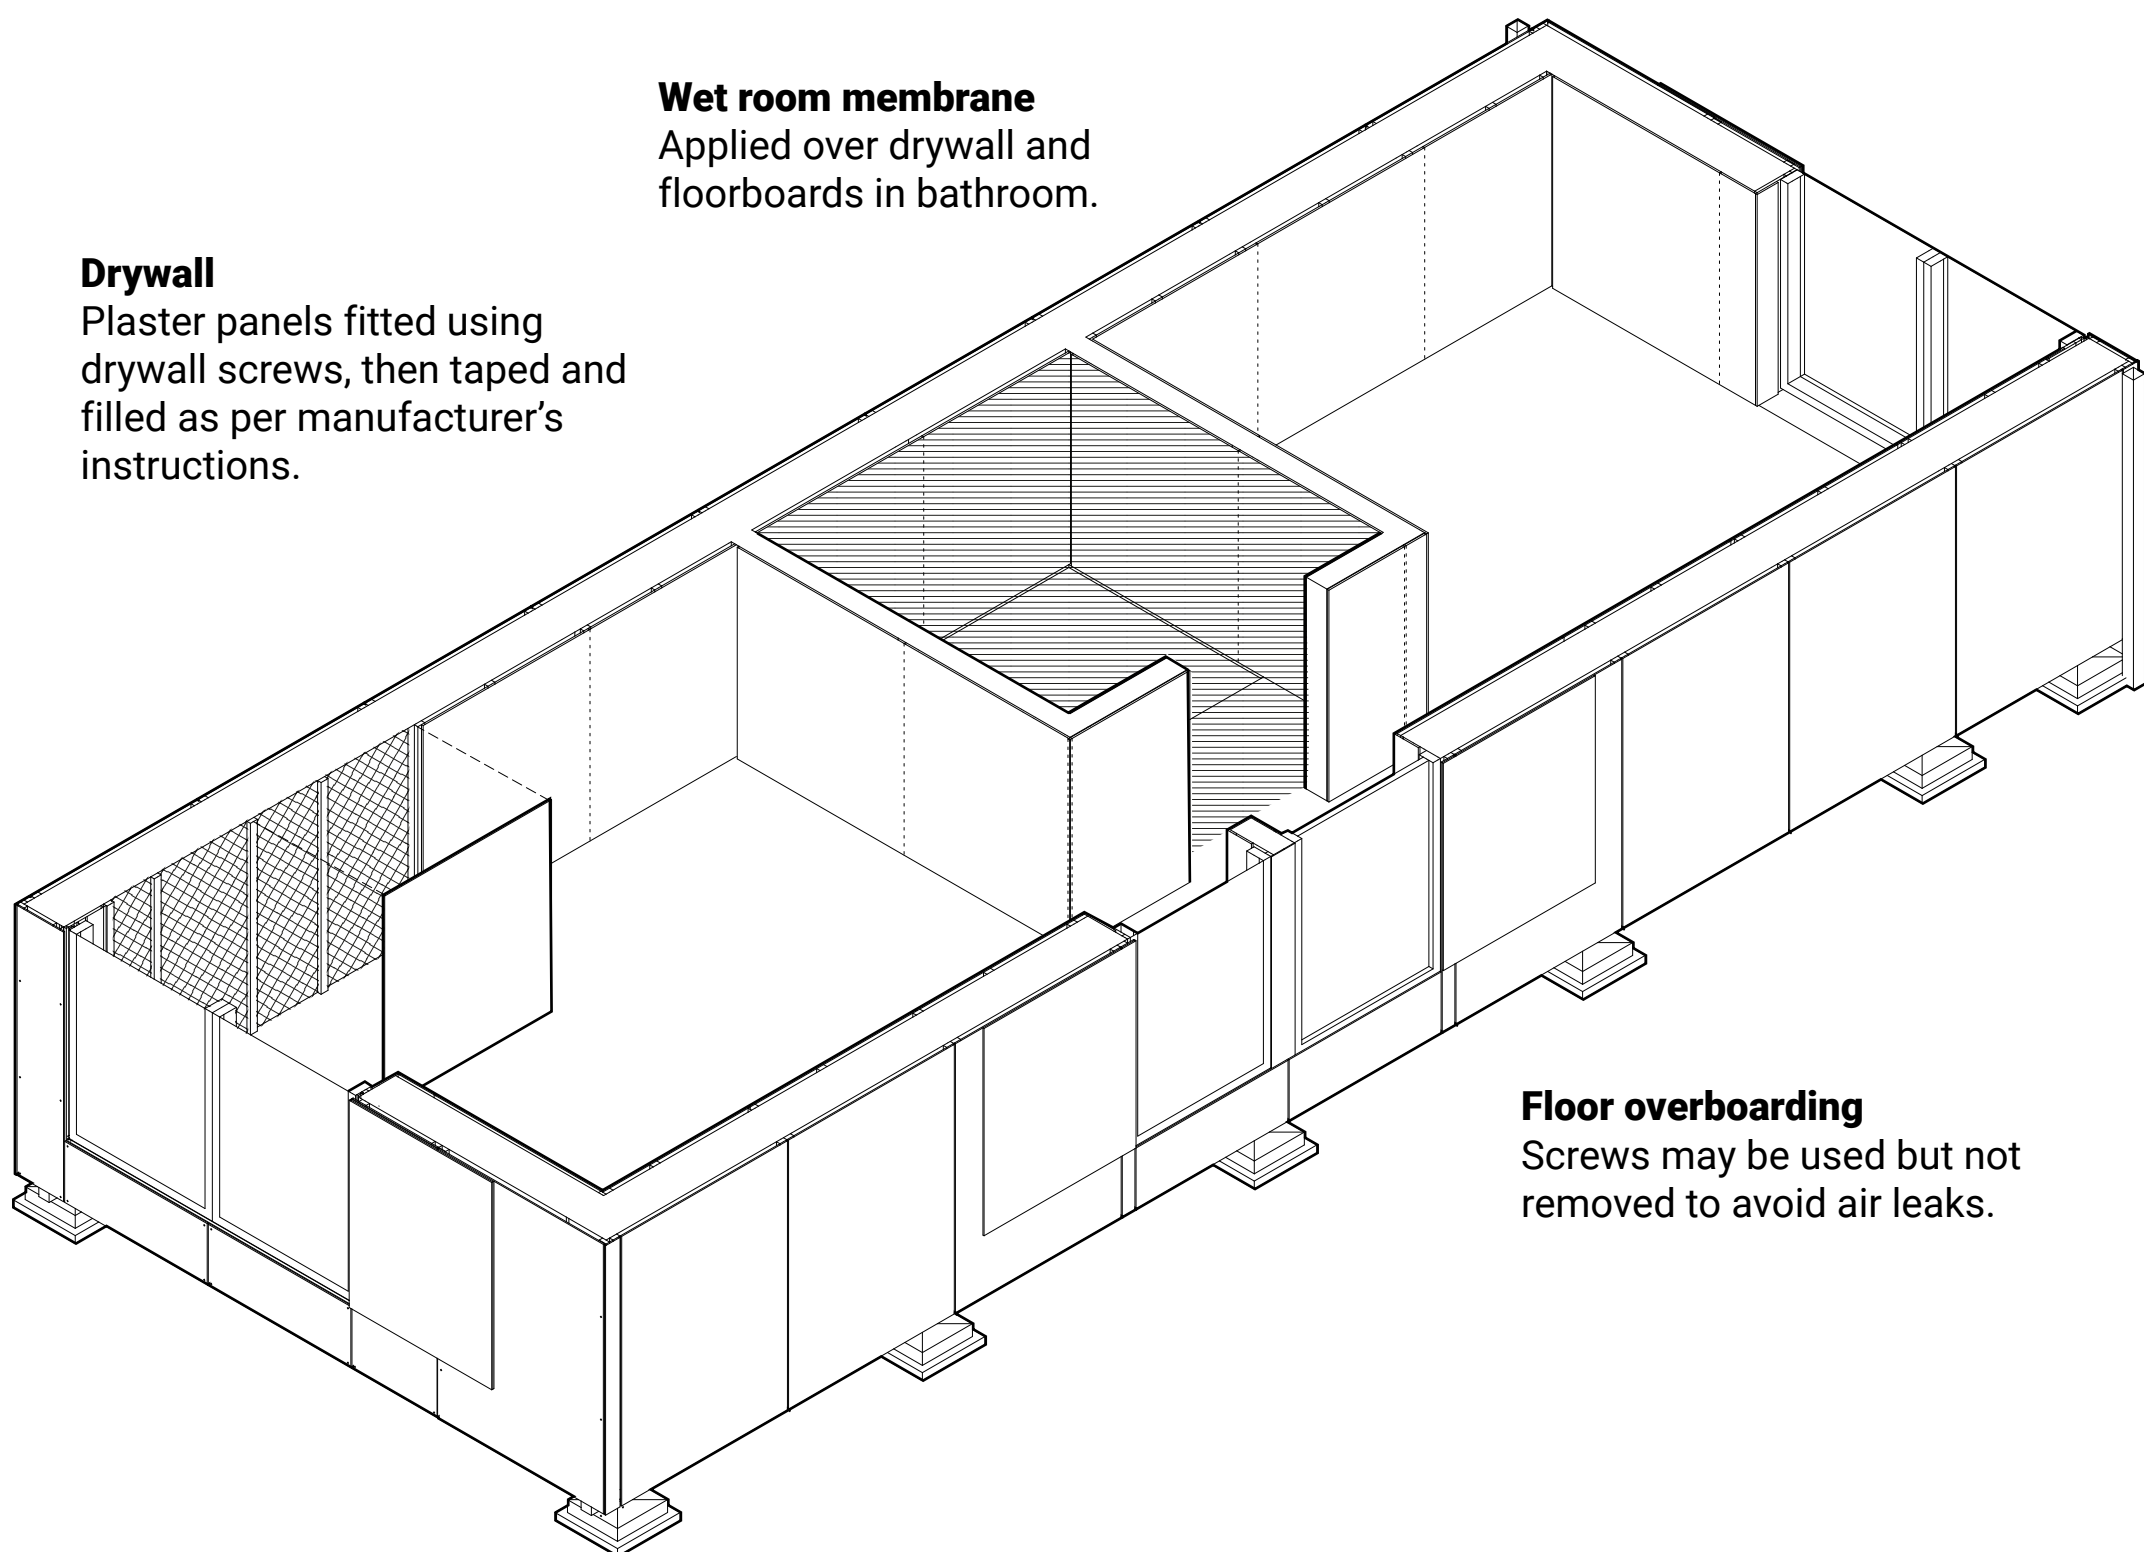 Wet room membrane
Applied over drywall and
floorboards in bathroom.
Drywall
Plaster panels fitted using
drywall screws, then taped and
filled as per manufacturer’s
instructions.
Floor overboarding
Screws may be used but not
removed to avoid air leaks.